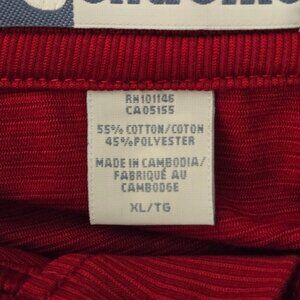 RN101146
CA05155
55% COTTON/COTON
45% POLYESTER
MADE IN CAMBODIA/
FABRIQUÉ AU
CAMBODGE
XL/TG